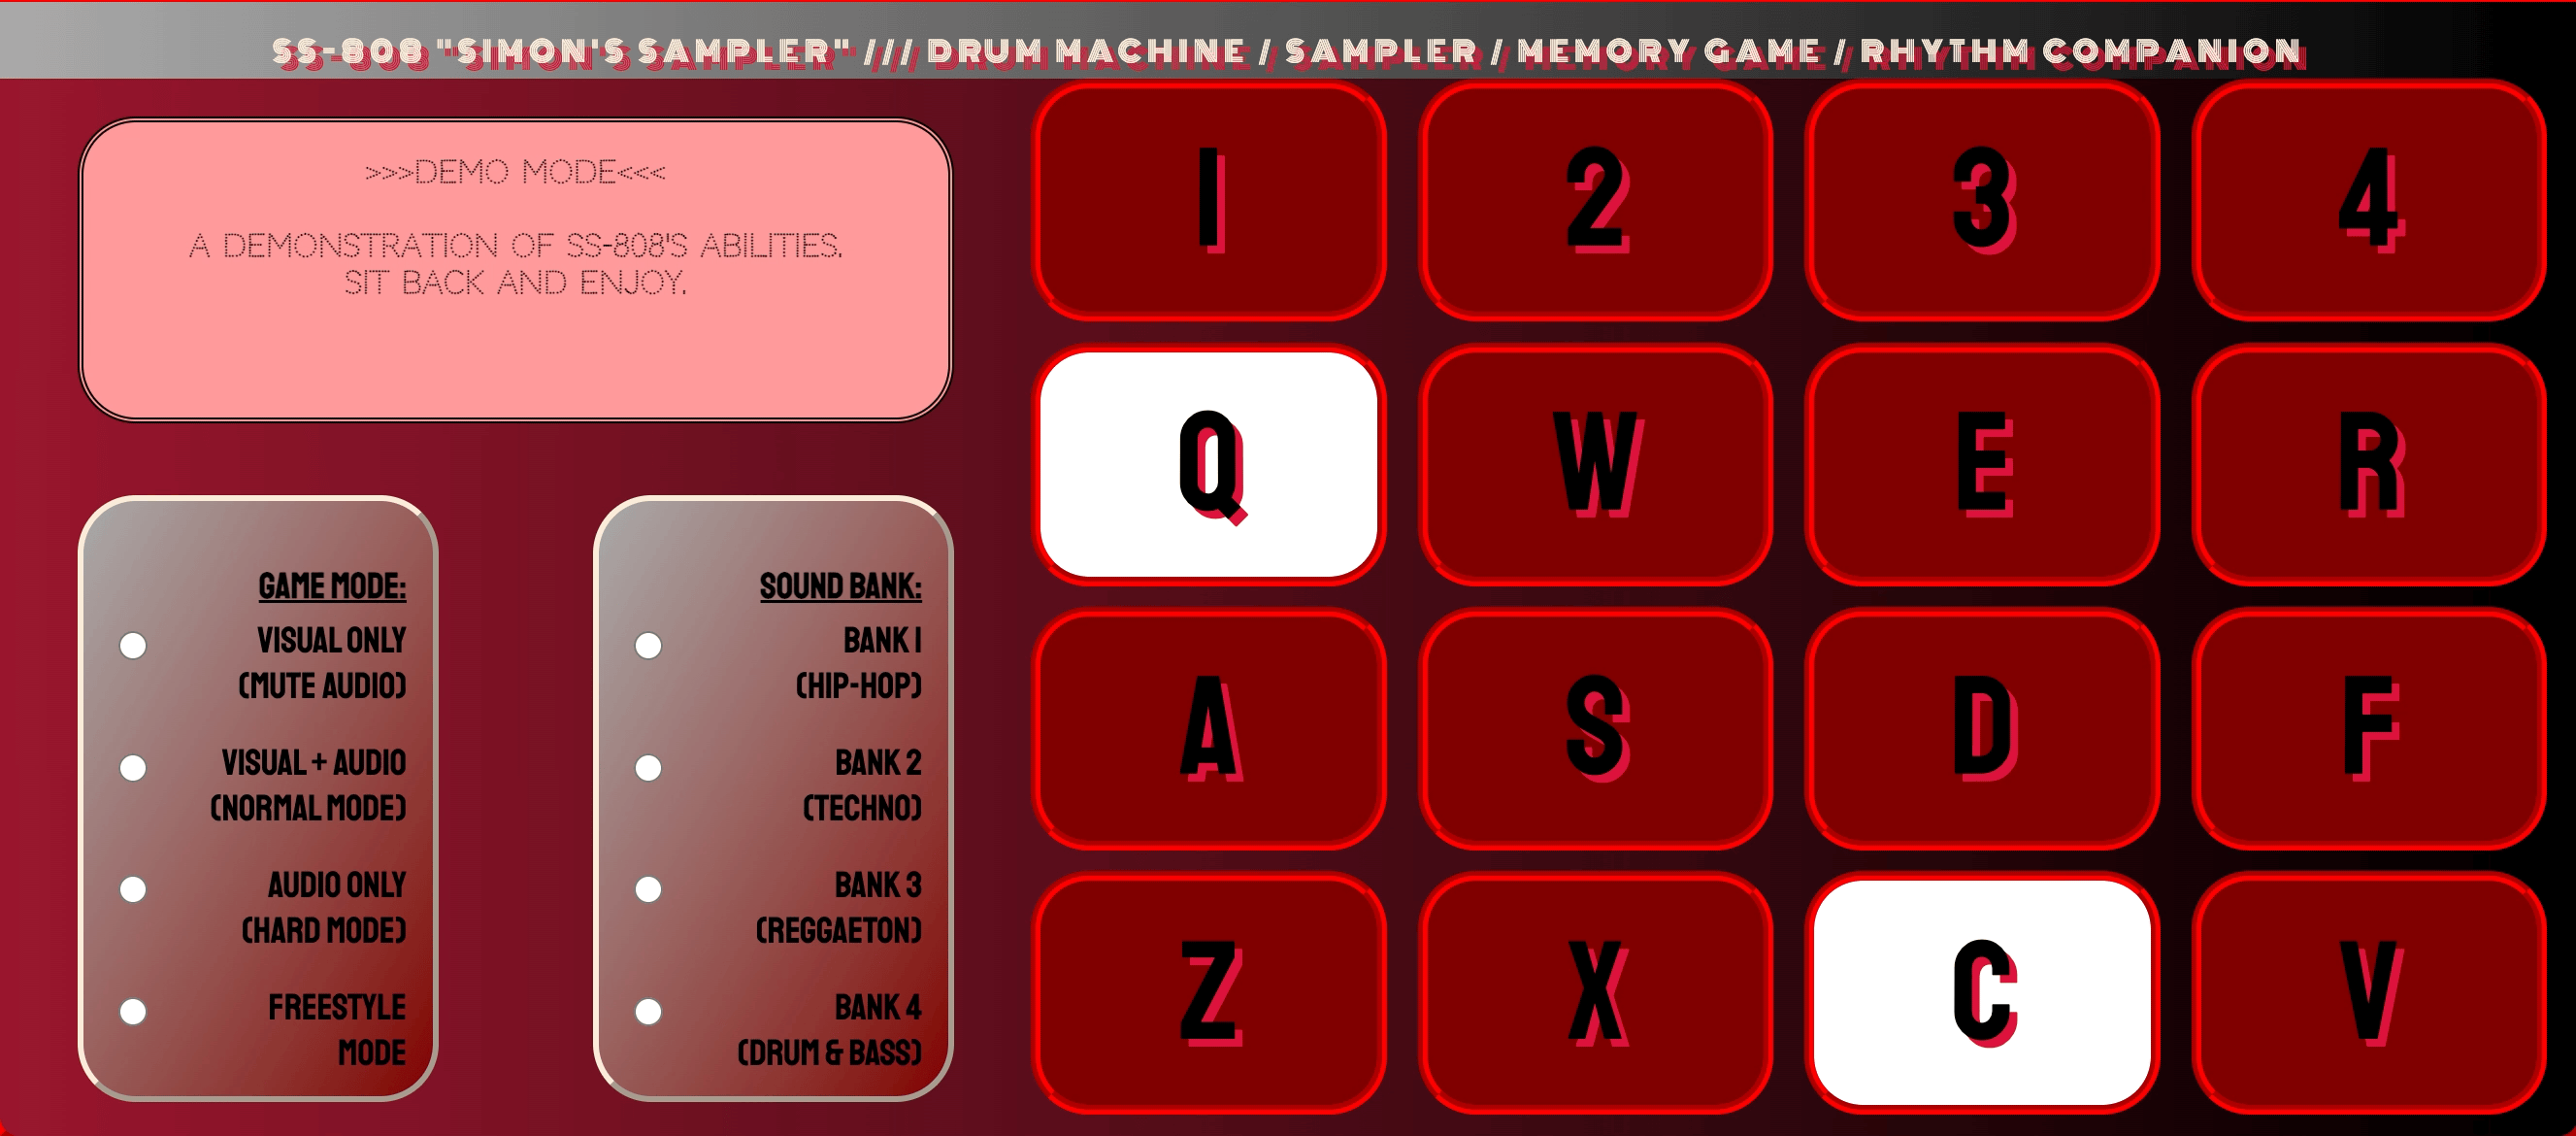 SS-808 "SIMON'S SAMPLER" //// DRUM MACHINE / SAMPLER / MEMORY GAME // RHYTHM COMPANION
>>>DEMO MODE<<<
A DEMONSTRATION OF SS-808'S ABILITIES.
SIT BACK AND ENJOY.
GAME MODE:
VISUAL ONLY
(MUTE AUDIO)
VISUAL + AUDIO
(NORMAL MODE)
AUDIO ONLY
(HARD MODE)
FREESTYLE
MODE
SOUND BANK:
BANK 1
(HIP-HOP)
BANK 2
(TECHNO)
BANK 3
(REGGAETON)
BANK 4
(DRUM & BASS)
1 2 3 4
Q W E R
A S D F
Z X C V